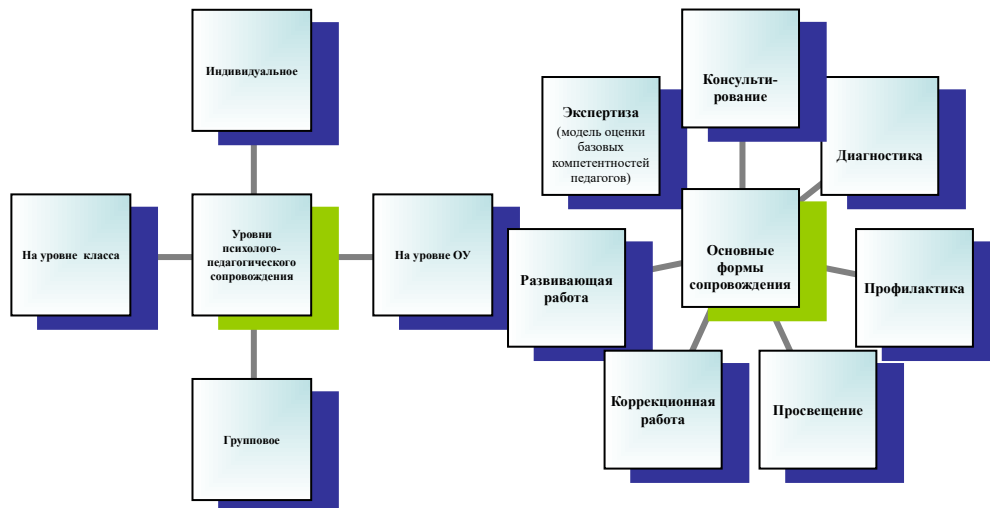 Индивидуальное
На уровне  класса
Уровни
психолого-
педагогического
сопровождения
На уровне ОУ
Групповое
Консульти-
рование
Экспертиза
(модель оценки
базовых
компетентностей
педагогов)
Диагностика
Развивающая
работа
Основные
формы
сопровождения
Профилактика
Коррекционная
работа
Просвещение